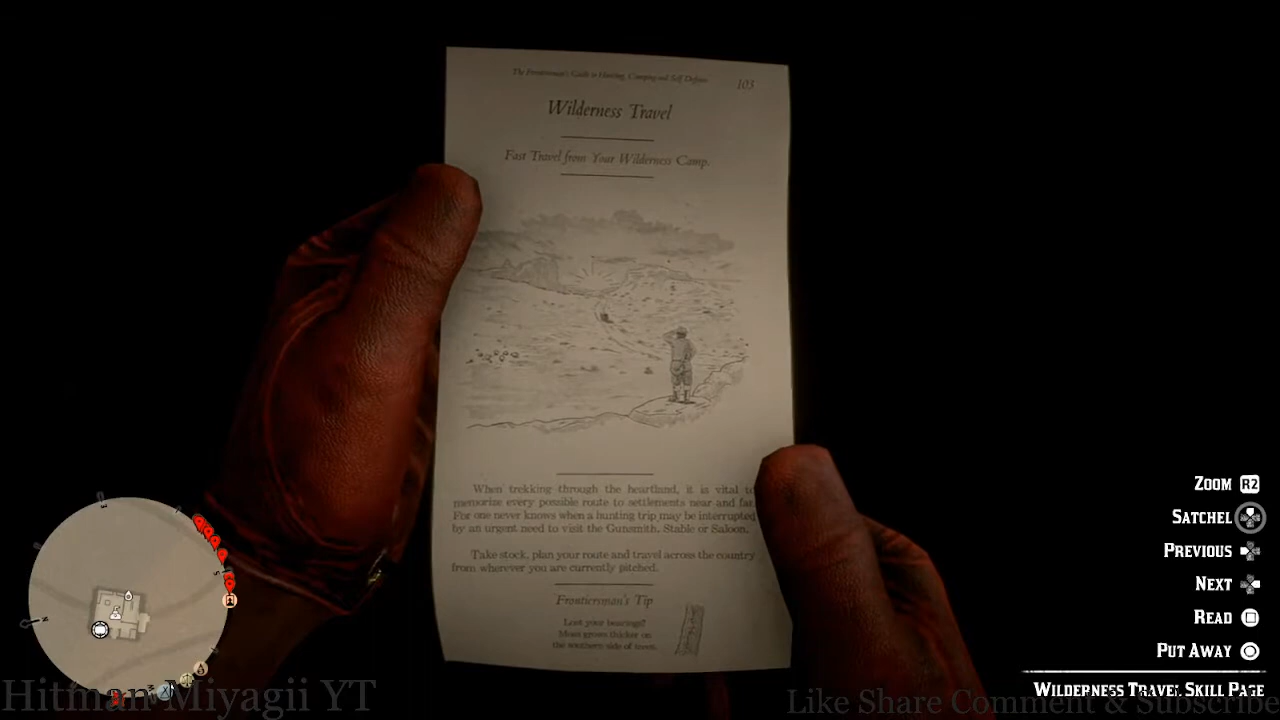 The Frontiersman's Guide to Hunting, Camping and Self Defense
103
Wilderness Travel
Fast Travel from Your Wilderness Camp.
When trekking through the heartland, it is vital to
memorize every possible route to settlements near and far.
For one never knows when a hunting trip may be interrupted
by an urgent need to visit the Gunsmith, Stable or Saloon.
Take stock, plan your route and travel across the country
from wherever you are currently pitched.
Frontiersman's Tip
Lost your bearings?
Moss grows thicker on
the southern side of trees.
ZOOM R2
SATCHEL
PREVIOUS
NEXT
READ
PUT AWAY
WILDERNESS TRAVEL SKILL PAGE
Hitman Miyagii YT
Like Share Comment & Subscribe